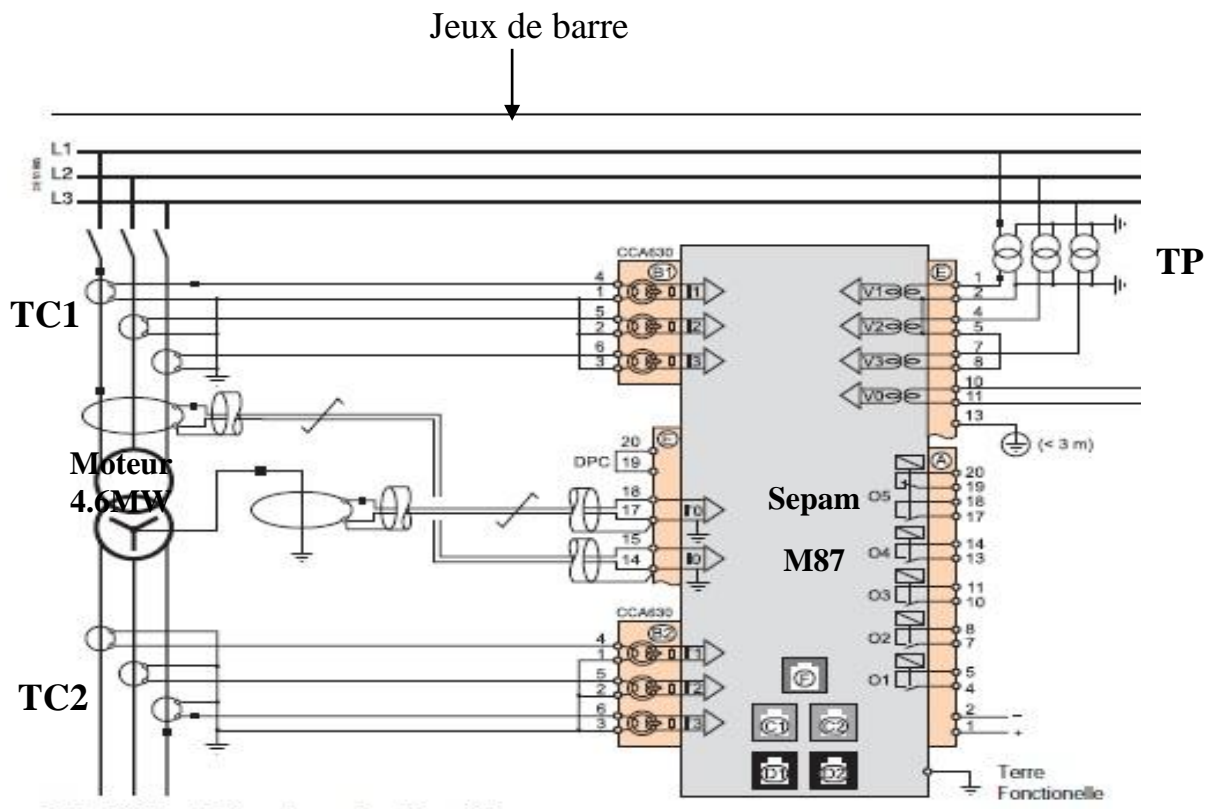 Jeux de barre
L1
L2
L3
TP
TC1
CCA630
B1
4
1
5
2
6
3
I1
I2
I3
E
V1
V2
V3
V0
1
2
4
5
7
8
10
11
13
(< 3 m)
Moteur
4.6MW
DPC
20
19
18
17
15
14
I0
Sepam
M87
A
O5
20
19
18
17
O4
14
13
O3
11
10
O2
8
7
O1
5
4
2
1
−
+
CCA630
B2
4
1
5
2
6
3
TC2
F
C1
C2
D1
D2
Terre
Fonctionelle